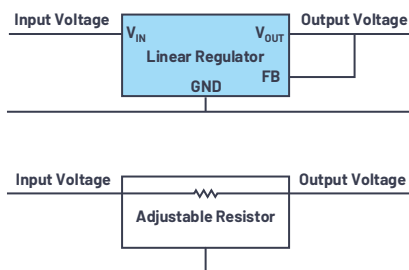 Input Voltage
Output Voltage
VIN
VOUT
Linear Regulator
FB
GND
Input Voltage
Output Voltage
Adjustable Resistor